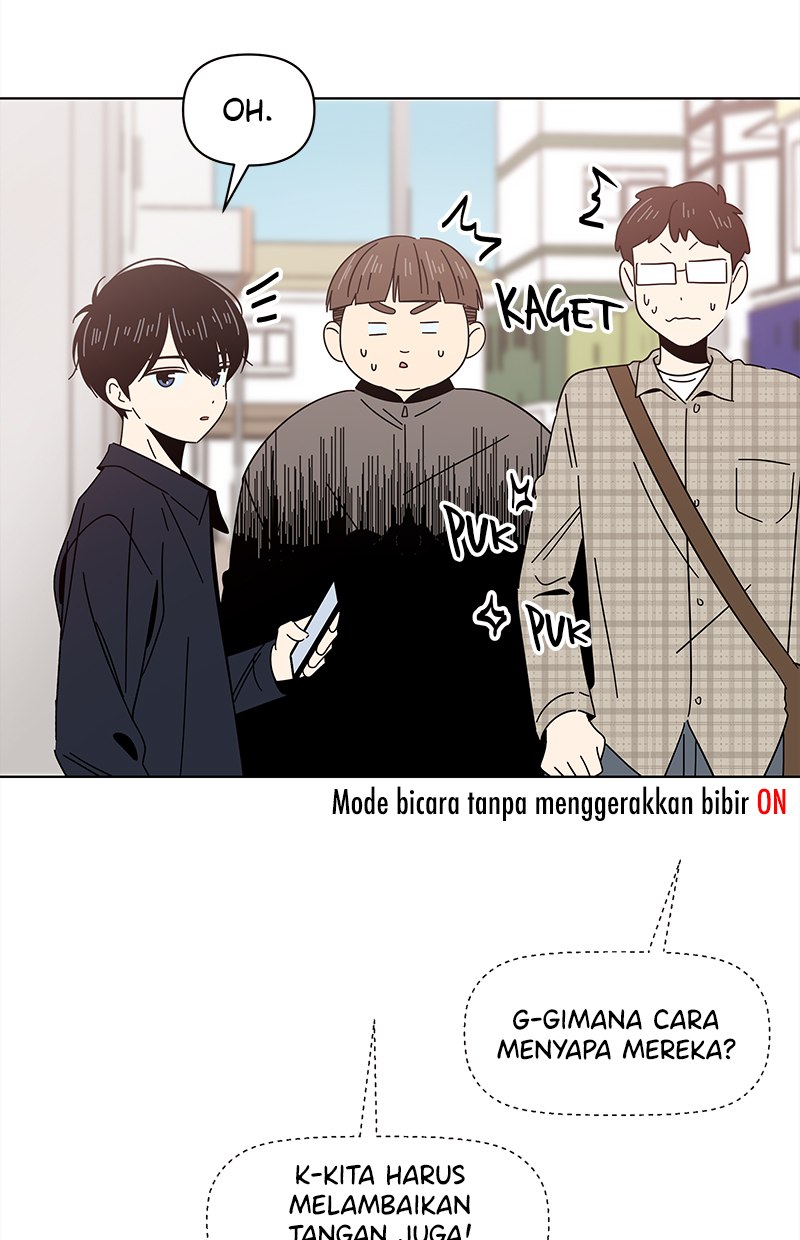 OH.
KAGET
PUK
PUK
Mode bicara tanpa menggerakkan bibir ON
G-GIMANA CARA
MENYAPA MEREKA?
K-KITA HARUS
MELAMBAIKAN
TANGAN JUGA!